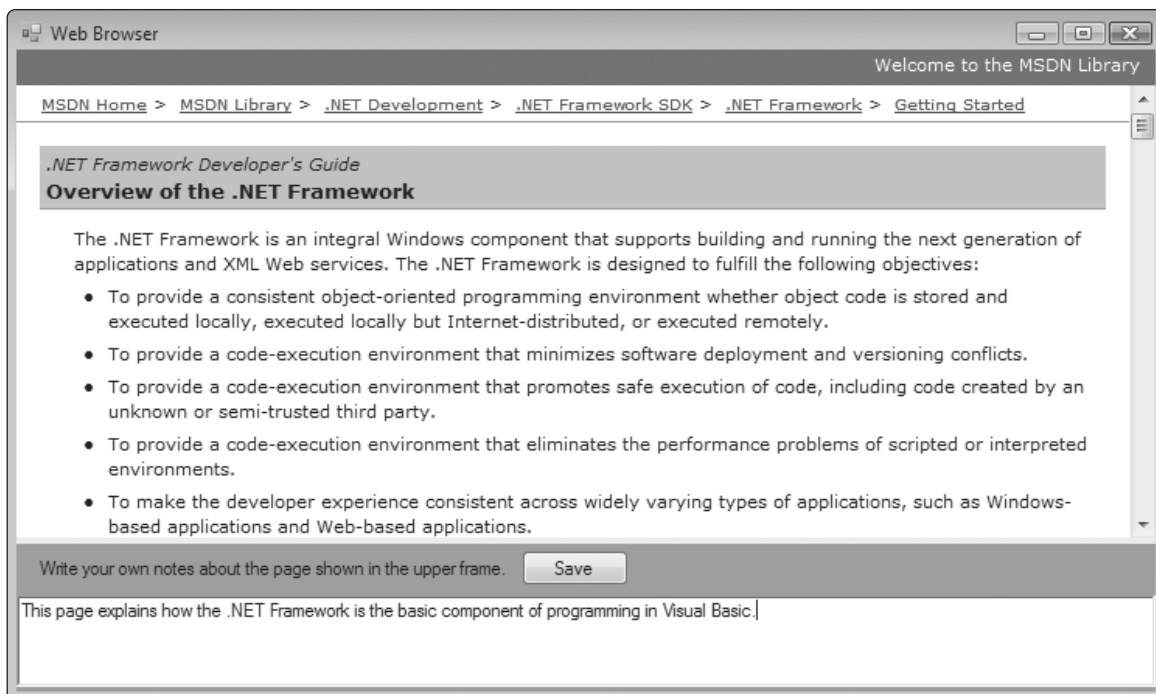 Web Browser
Welcome to the MSDN Library
MSDN Home > MSDN Library > .NET Development > .NET Framework SDK > .NET Framework > Getting Started
.NET Framework Developer's Guide
Overview of the .NET Framework
The .NET Framework is an integral Windows component that supports building and running the next generation of
applications and XML Web services. The .NET Framework is designed to fulfill the following objectives:
• To provide a consistent object-oriented programming environment whether object code is stored and
executed locally, executed locally but Internet-distributed, or executed remotely.
• To provide a code-execution environment that minimizes software deployment and versioning conflicts.
• To provide a code-execution environment that promotes safe execution of code, including code created by an
unknown or semi-trusted third party.
• To provide a code-execution environment that eliminates the performance problems of scripted or interpreted
environments.
• To make the developer experience consistent across widely varying types of applications, such as Windows-
based applications and Web-based applications.
Write your own notes about the page shown in the upper frame. Save
This page explains how the .NET Framework is the basic component of programming in Visual Basic.